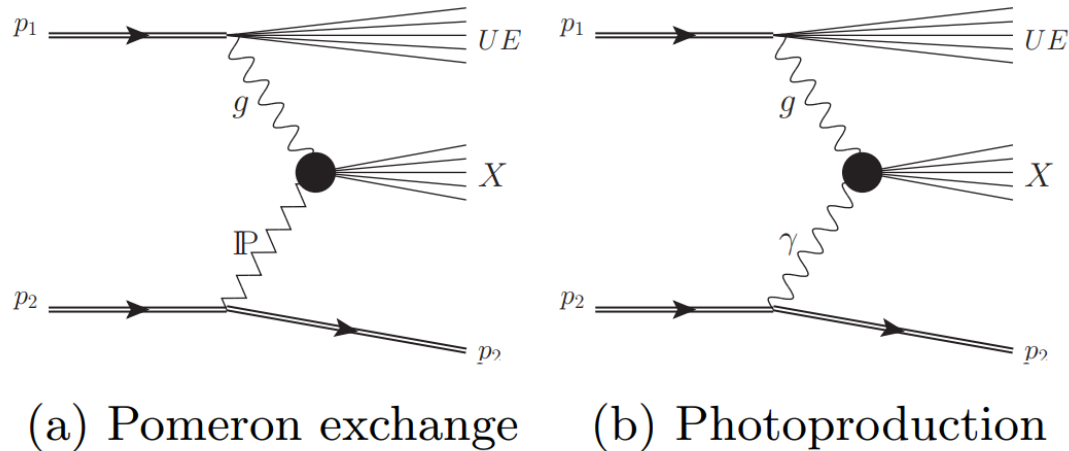 p₁ UE p₁ UE
g g
X X
ℙ γ
p₂ p₂
p₂ p₂
(a) Pomeron exchange (b) Photoproduction